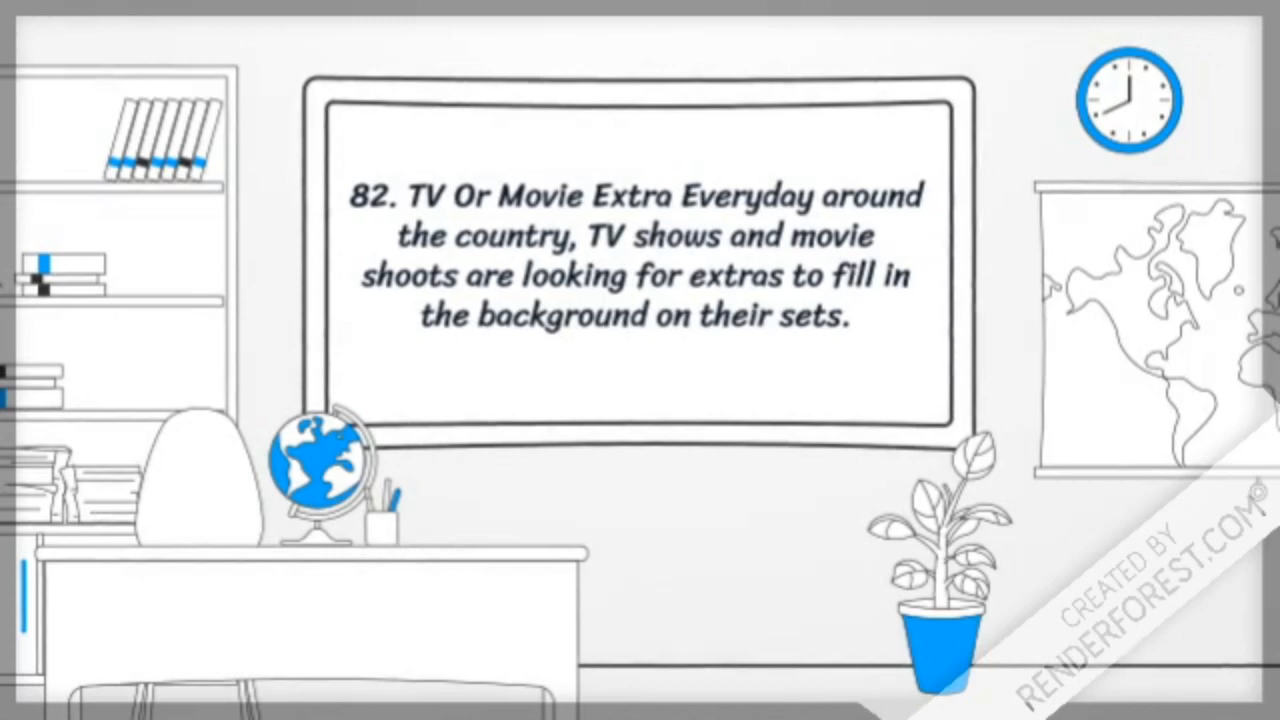 82. TV Or Movie Extra Everyday around
the country, TV shows and movie
shoots are looking for extras to fill in
the background on their sets.
CREATED BY
RENDERFOREST.COM